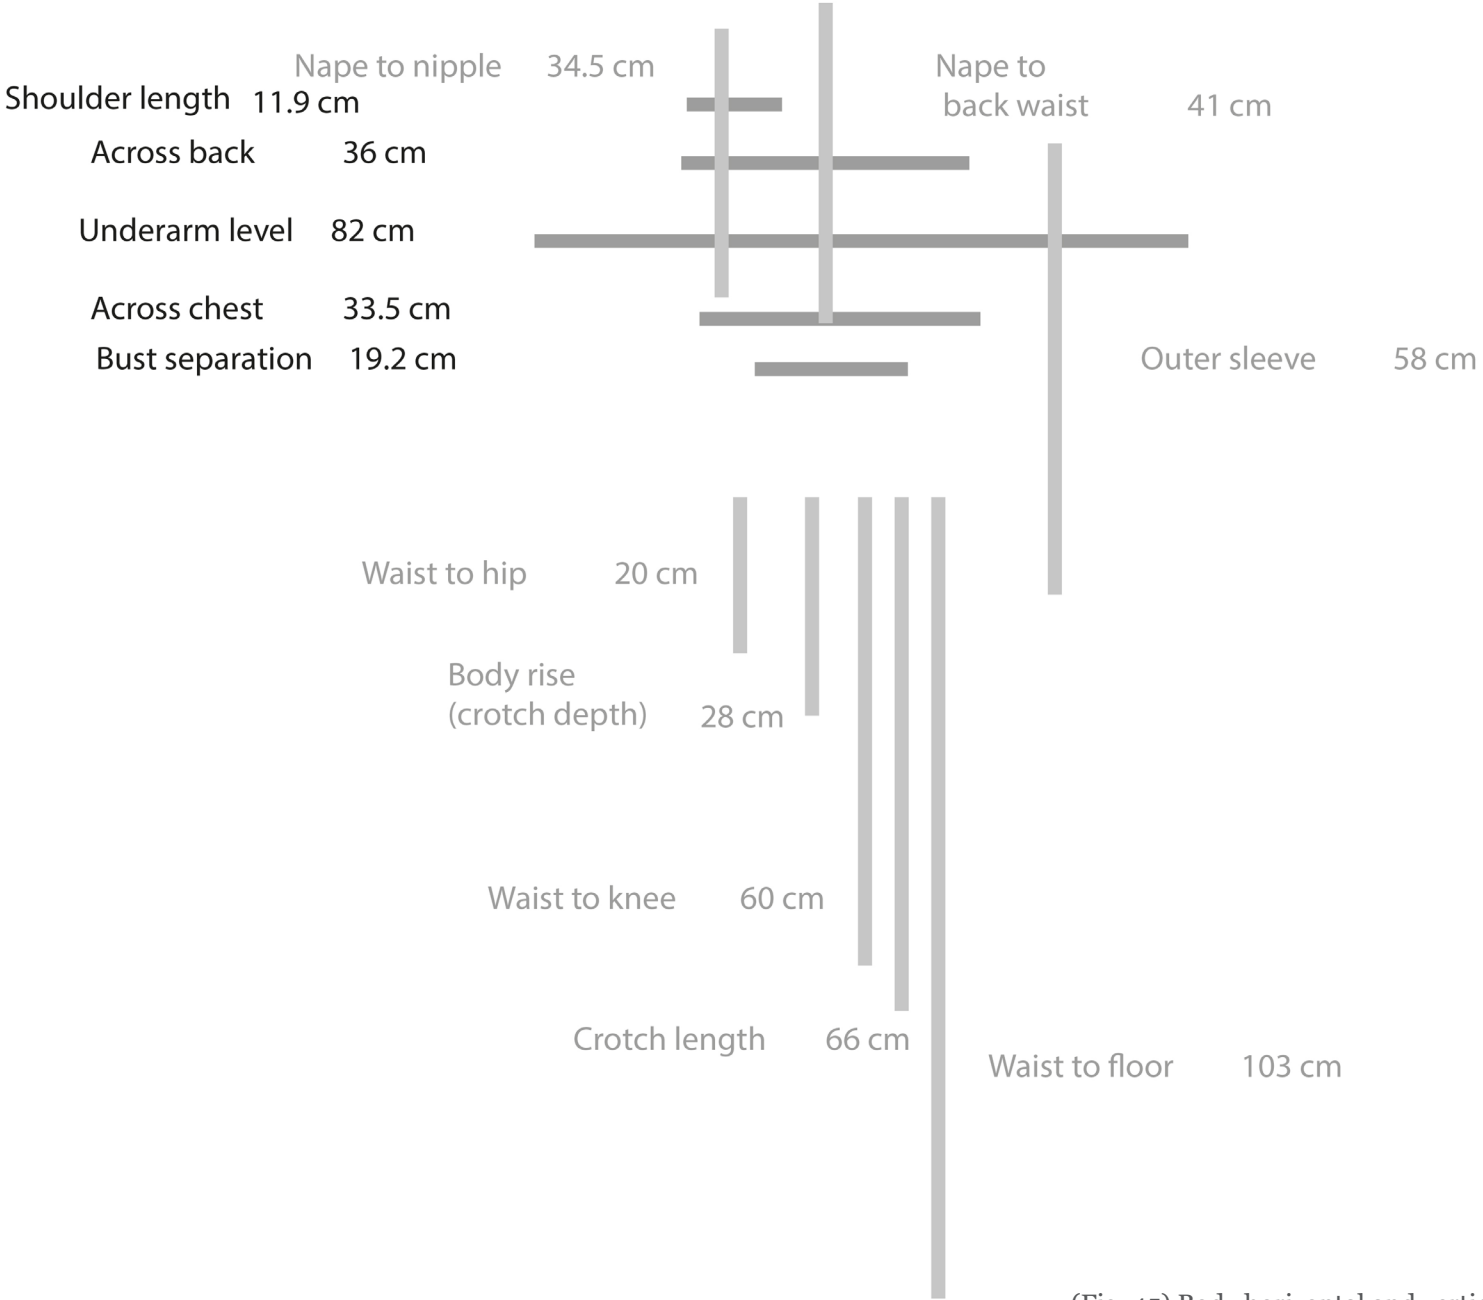 Nape to nipple 34.5 cm
Nape to
back waist 41 cm
Shoulder length 11.9 cm
Across back 36 cm
Underarm level 82 cm
Across chest 33.5 cm
Bust separation 19.2 cm
Outer sleeve 58 cm
Waist to hip 20 cm
Body rise
(crotch depth) 28 cm
Waist to knee 60 cm
Crotch length 66 cm
Waist to floor 103 cm